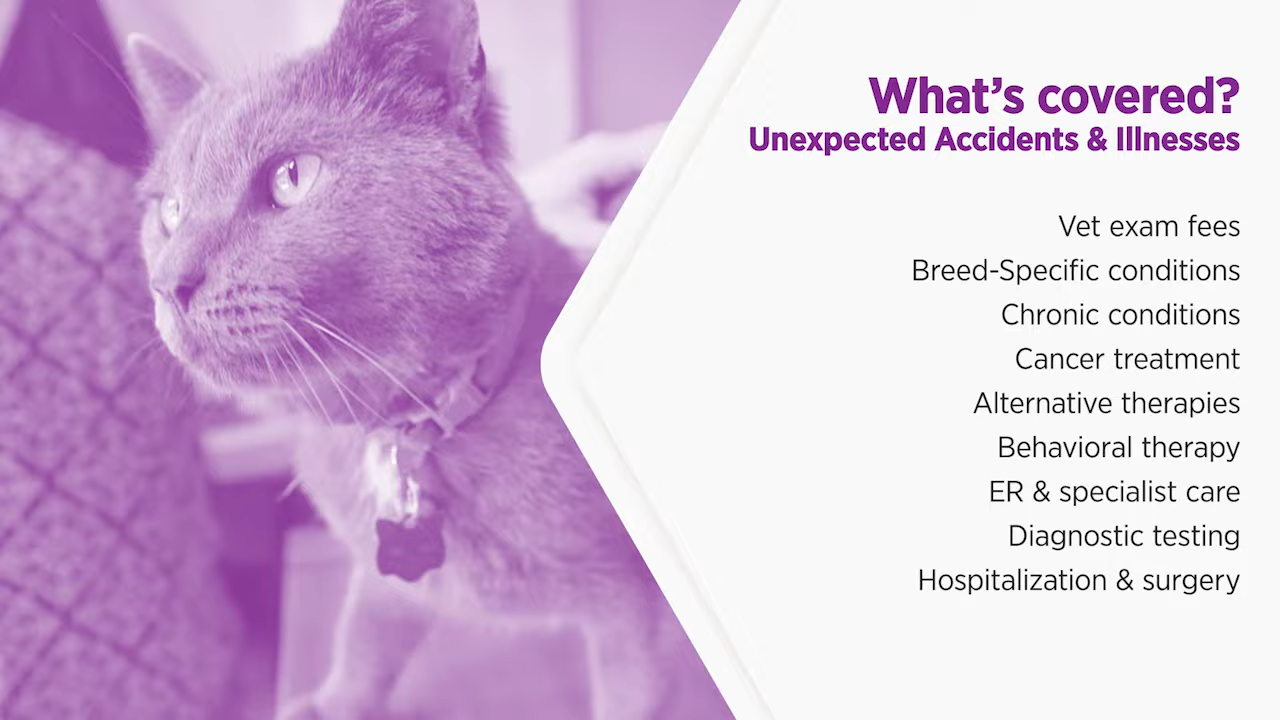 What's covered?
Unexpected Accidents & Illnesses
Vet exam fees
Breed-Specific conditions
Chronic conditions
Cancer treatment
Alternative therapies
Behavioral therapy
ER & specialist care
Diagnostic testing
Hospitalization & surgery